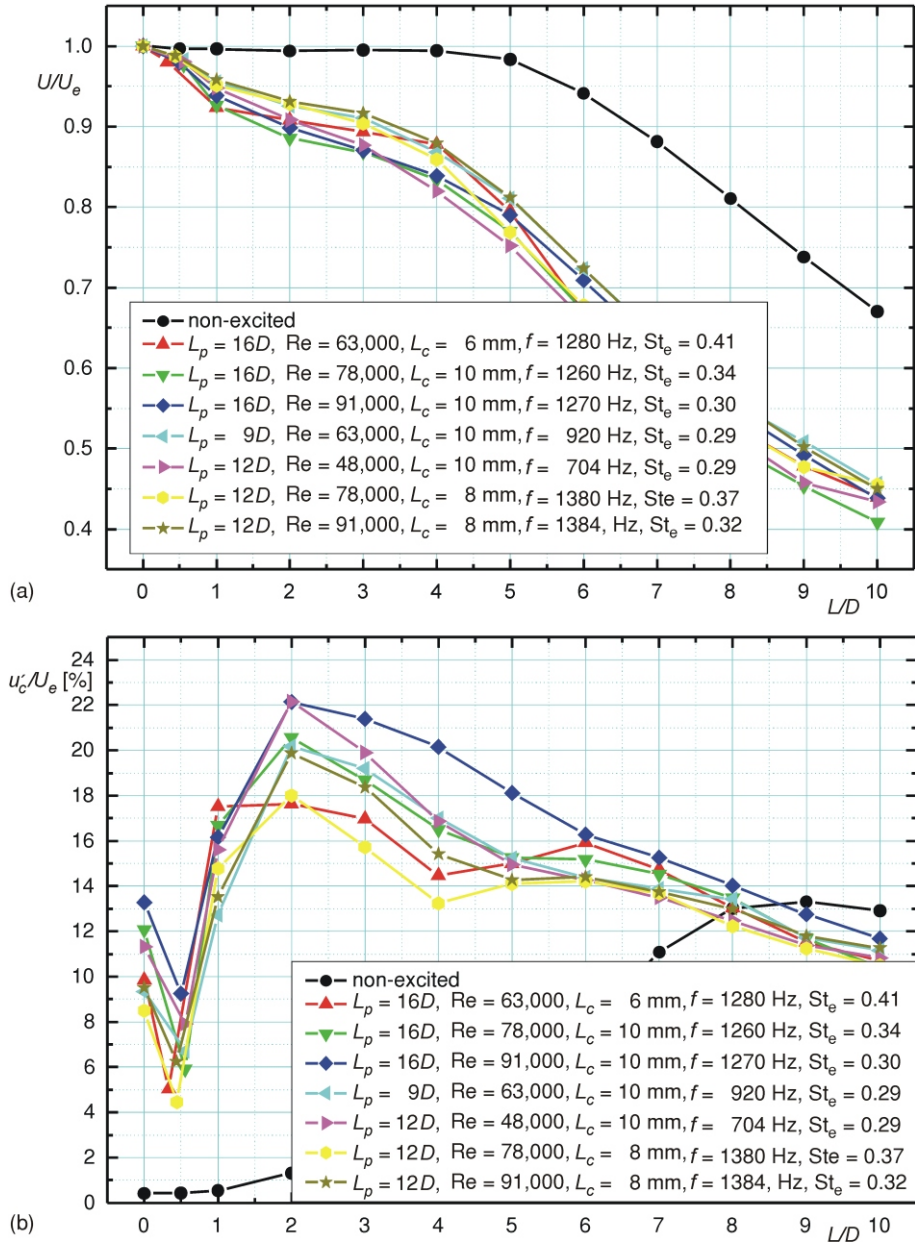 1.0
U/Ue
0.9
0.8
0.7
0.6
0.5
0.4
non-excited
Lp = 16D, Re = 63,000, Lc = 6 mm, f = 1280 Hz, Ste = 0.41
Lp = 16D, Re = 78,000, Lc = 10 mm, f = 1260 Hz, Ste = 0.34
Lp = 16D, Re = 91,000, Lc = 10 mm, f = 1270 Hz, Ste = 0.30
Lp = 9D, Re = 63,000, Lc = 10 mm, f = 920 Hz, Ste = 0.29
Lp = 12D, Re = 48,000, Lc = 10 mm, f = 704 Hz, Ste = 0.29
Lp = 12D, Re = 78,000, Lc = 8 mm, f = 1380 Hz, Ste = 0.37
Lp = 12D, Re = 91,000, Lc = 8 mm, f = 1384, Hz, Ste = 0.32
0 1 2 3 4 5 6 7 8 9 10
(a)
L/D
24
u′c/Ue [%]
22
20
18
16
14
12
10
8
6
4
2
0
non-excited
Lp = 16D, Re = 63,000, Lc = 6 mm, f = 1280 Hz, Ste = 0.41
Lp = 16D, Re = 78,000, Lc = 10 mm, f = 1260 Hz, Ste = 0.34
Lp = 16D, Re = 91,000, Lc = 10 mm, f = 1270 Hz, Ste = 0.30
Lp = 9D, Re = 63,000, Lc = 10 mm, f = 920 Hz, Ste = 0.29
Lp = 12D, Re = 48,000, Lc = 10 mm, f = 704 Hz, Ste = 0.29
Lp = 12D, Re = 78,000, Lc = 8 mm, f = 1380 Hz, Ste = 0.37
Lp = 12D, Re = 91,000, Lc = 8 mm, f = 1384, Hz, Ste = 0.32
0 1 2 3 4 5 6 7 8 9 10
(b)
L/D